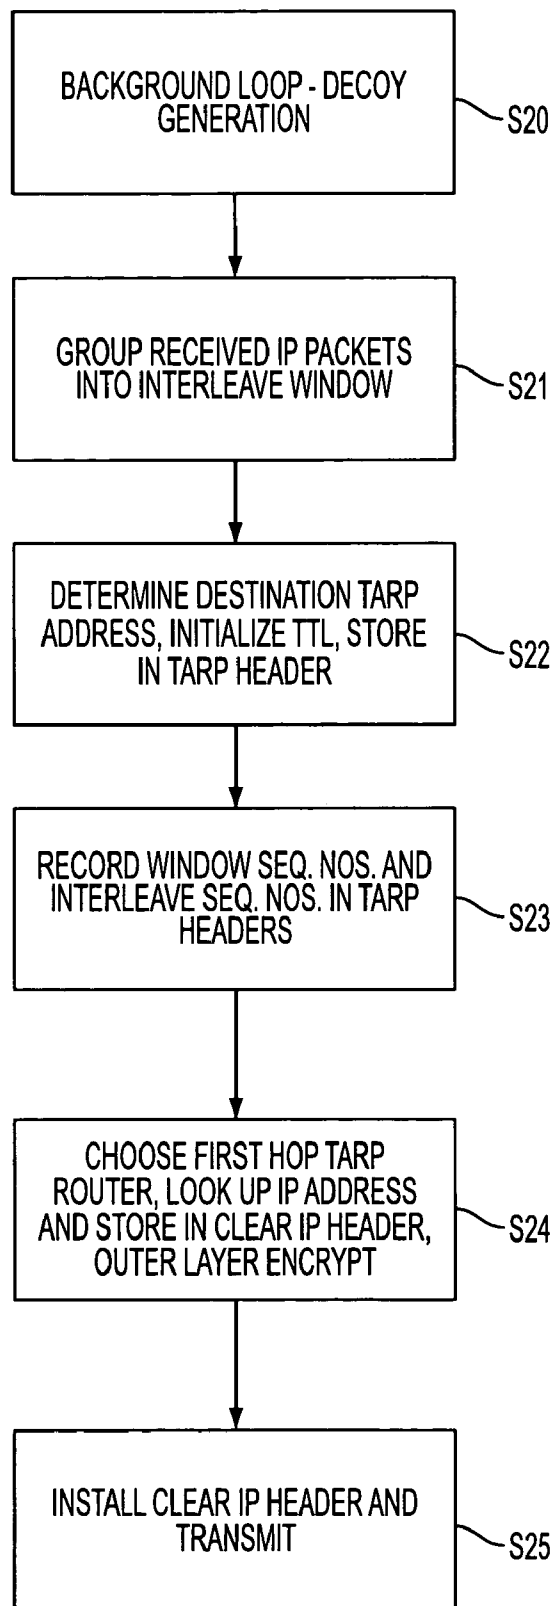 BACKGROUND LOOP - DECOY
GENERATION
S20
GROUP RECEIVED IP PACKETS
INTO INTERLEAVE WINDOW
S21
DETERMINE DESTINATION TARP
ADDRESS, INITIALIZE TTL, STORE
IN TARP HEADER
S22
RECORD WINDOW SEQ. NOS. AND
INTERLEAVE SEQ. NOS. IN TARP
HEADERS
S23
CHOOSE FIRST HOP TARP
ROUTER, LOOK UP IP ADDRESS
AND STORE IN CLEAR IP HEADER,
OUTER LAYER ENCRYPT
S24
INSTALL CLEAR IP HEADER AND
TRANSMIT
S25